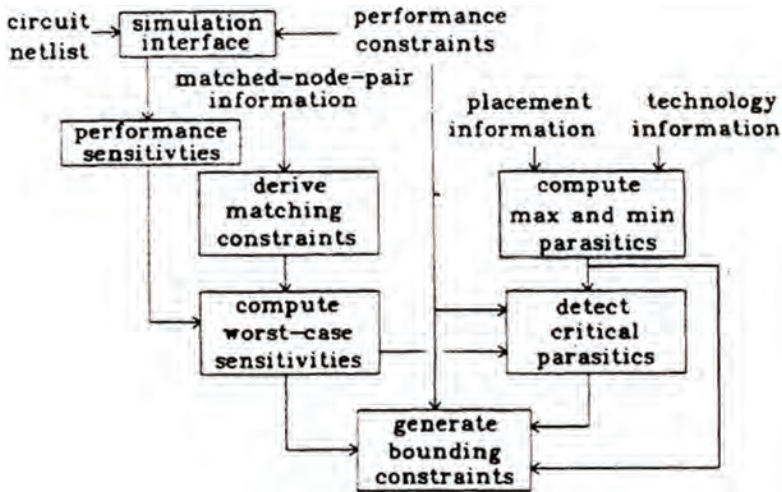 circuit
netlist
simulation
interface
performance
constraints
matched-node-pair
information
placement
information
technology
information
performance
sensitivties
derive
matching
constraints
compute
max and min
parasitics
compute
worst-case
sensitivities
detect
critical
parasitics
generate
bounding
constraints